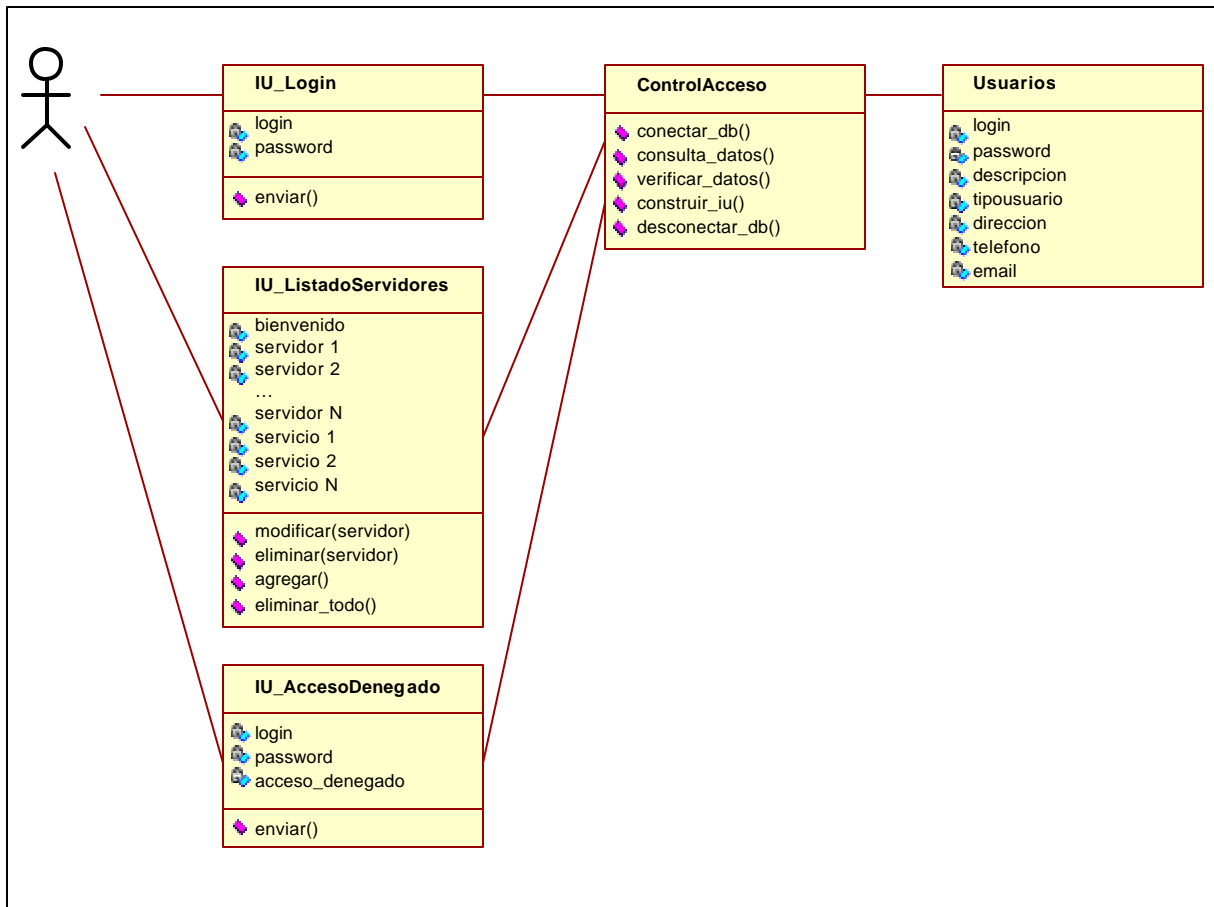 IU_Login
login
password
enviar()
IU_ListadoServidores
bienvenido
servidor 1
servidor 2
...
servidor N
servicio 1
servicio 2
servicio N
modificar(servidor)
eliminar(servidor)
agregar()
eliminar_todo()
IU_AccesoDenegado
login
password
acceso_denegado
enviar()
ControlAcceso
conectar_db()
consulta_datos()
verificar_datos()
construir_iu()
desconectar_db()
Usuarios
login
password
descripcion
tipousuario
direccion
telefono
email